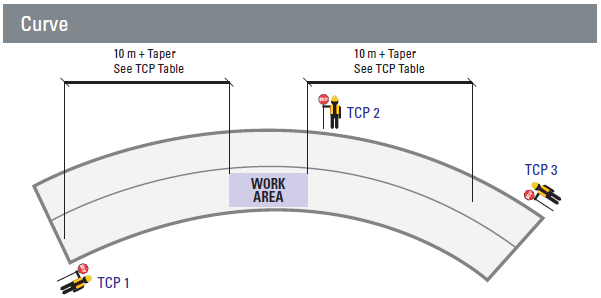 Curve
10 m + Taper
See TCP Table
10 m + Taper
See TCP Table
TCP 2
TCP 3
WORK
AREA
TCP 1